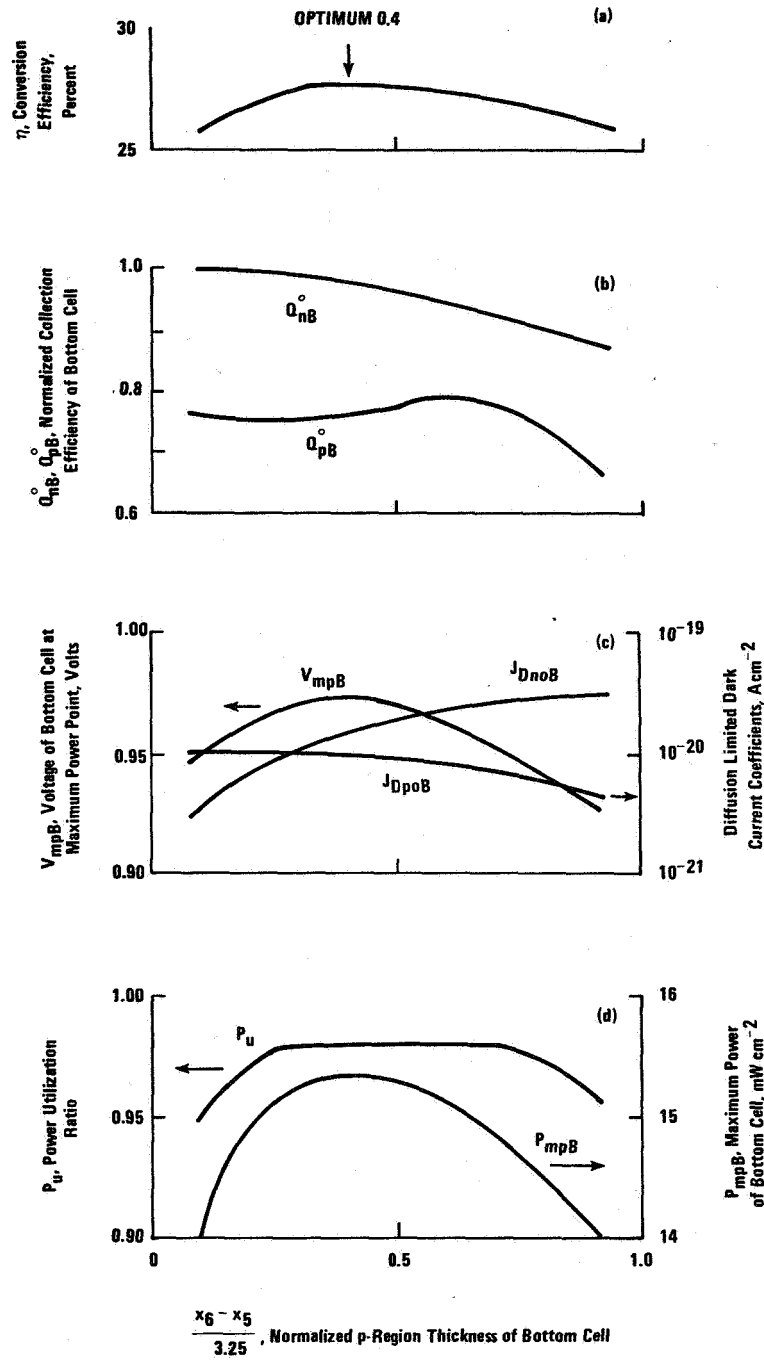 OPTIMUM 0.4
(a)
30
25
η, Conversion
Efficiency,
Percent
(b)
1.0
0.8
0.6
Q°nB, Q°pB, Normalized Collection
Efficiency of Bottom Cell
Q°nB
Q°pB
(c)
1.00
0.95
0.90
VmpB, Voltage of Bottom Cell at
Maximum Power Point, Volts
VmpB
JDnoB
JDpoB
10−19
10−20
10−21
Diffusion Limited Dark
Current Coefficients, Acm−2
(d)
1.00
0.95
0.90
Pu, Power Utilization
Ratio
Pu
PmpB
16
15
14
PmpB, Maximum Power
of Bottom Cell, mW cm−2
0
0.5
1.0
x6 − x5
3.25
, Normalized p-Region Thickness of Bottom Cell